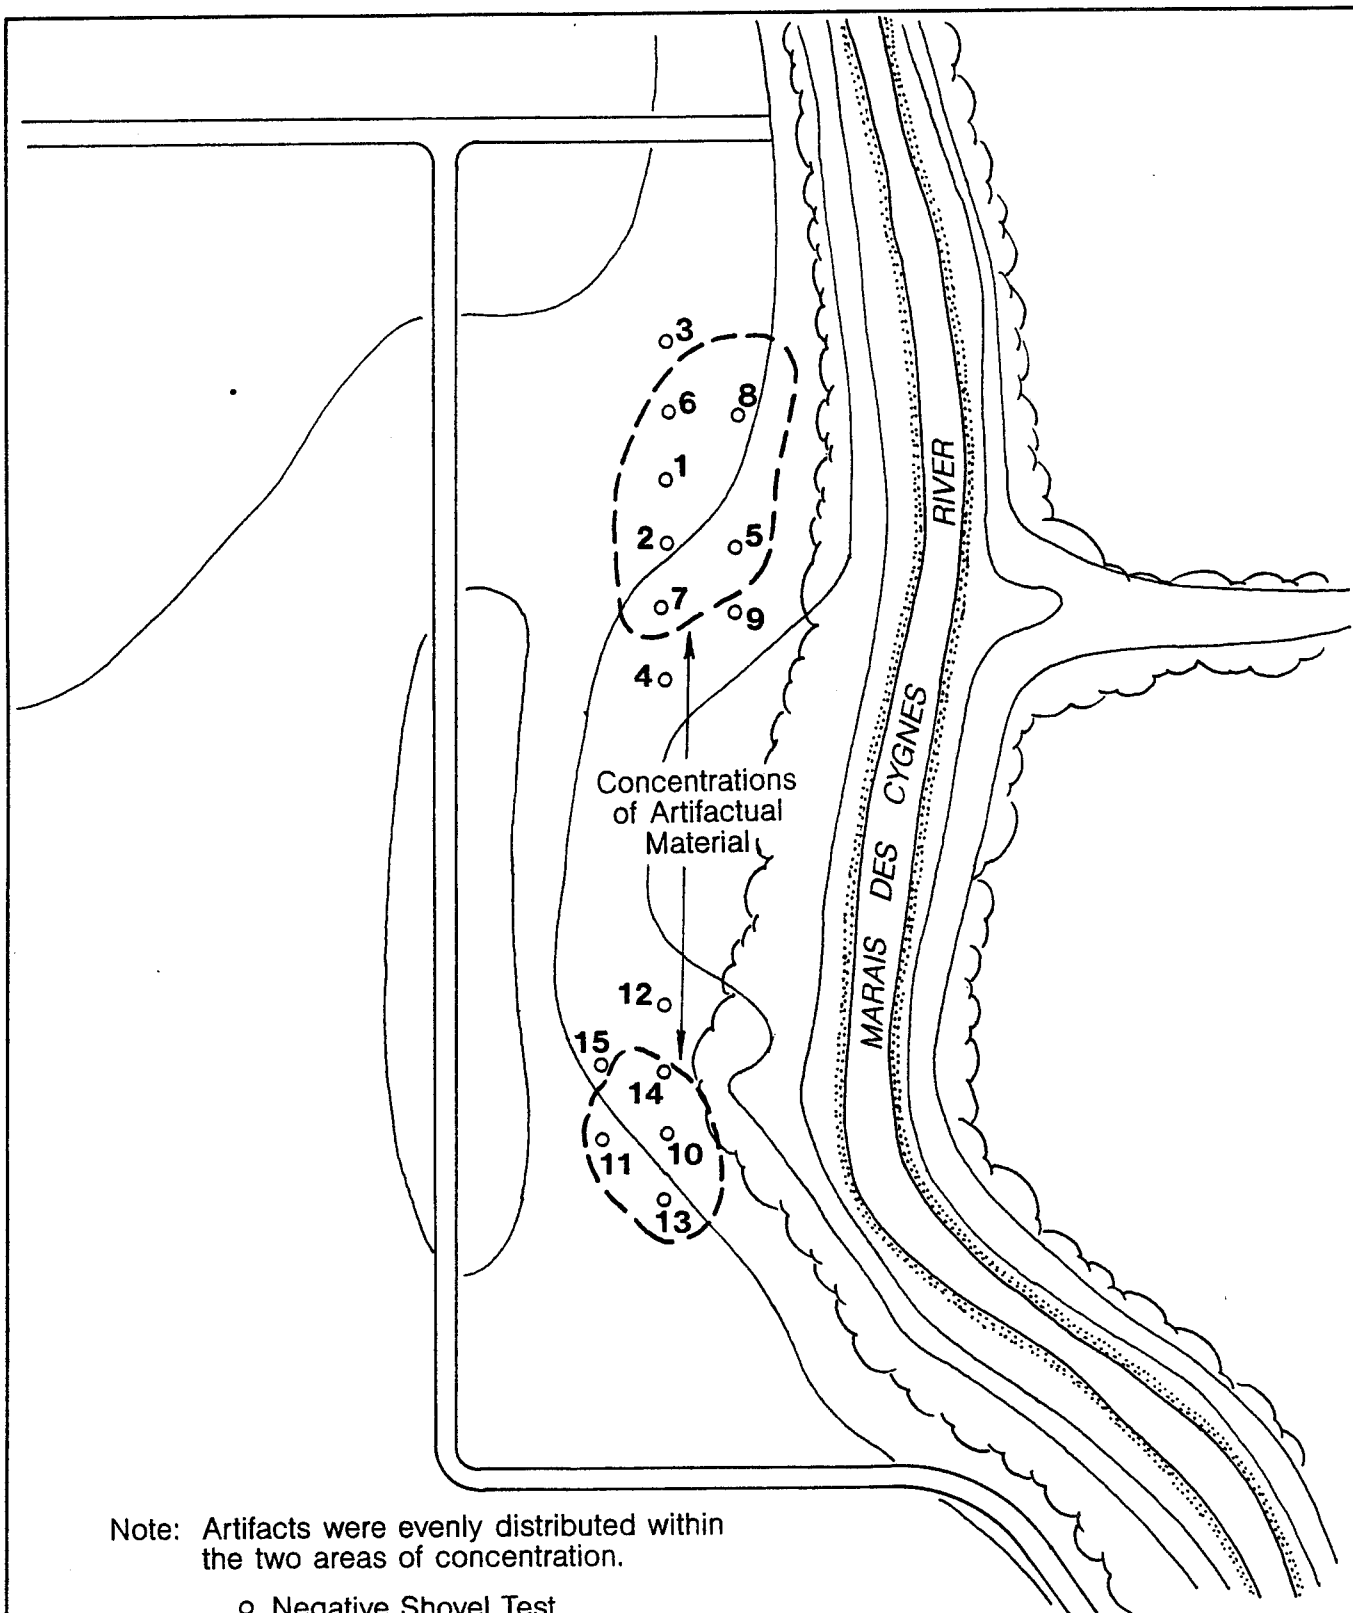 3
6
8
1
2
5
7
9
4
RIVER
MARAIS DES CYGNES
Concentrations
of Artifactual
Material
12
15
14
10
11
13
Note: Artifacts were evenly distributed within
the two areas of concentration.
o Negative Shovel Test